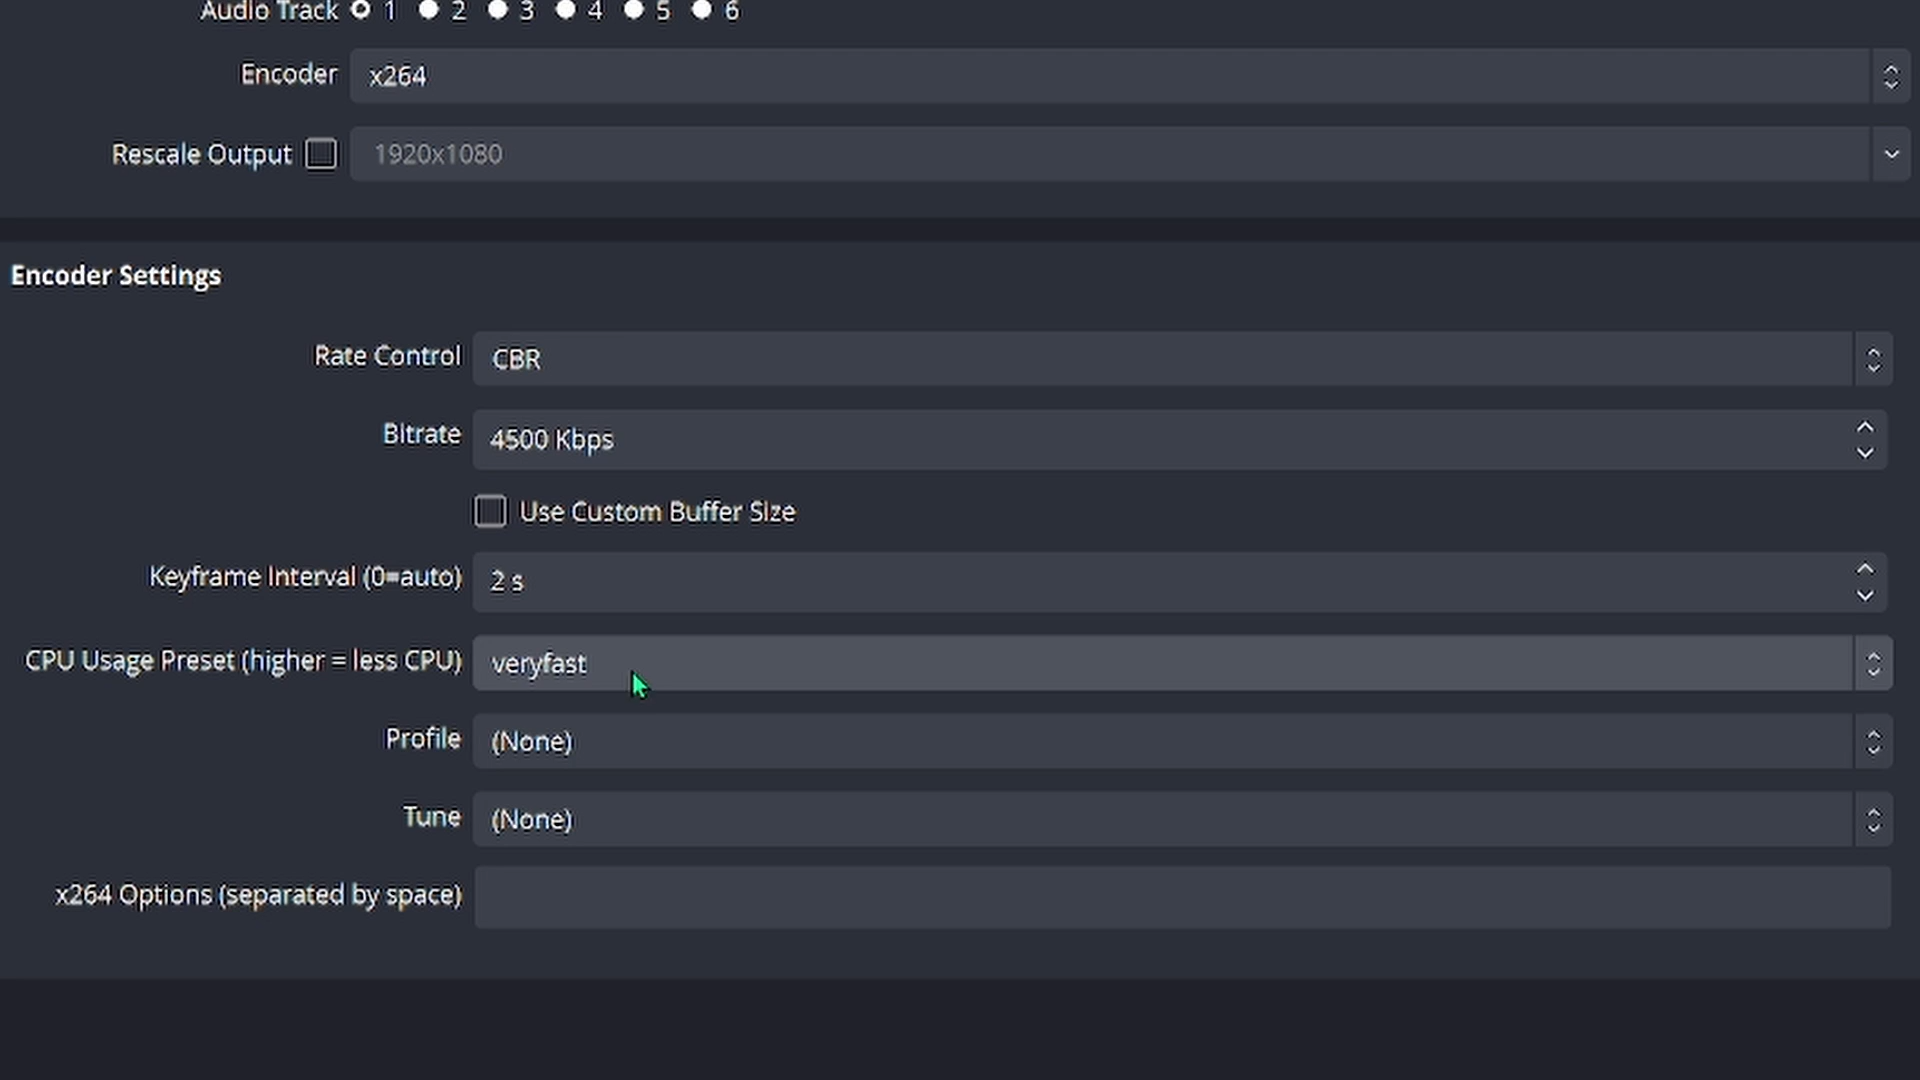 Audio Track 1 2 3 4 5 6
Encoder x264
Rescale Output 1920x1080
Encoder Settings
Rate Control CBR
Bitrate 4500 Kbps
Use Custom Buffer Size
Keyframe Interval (0=auto) 2 s
CPU Usage Preset (higher = less CPU) veryfast
Profile (None)
Tune (None)
x264 Options (separated by space)